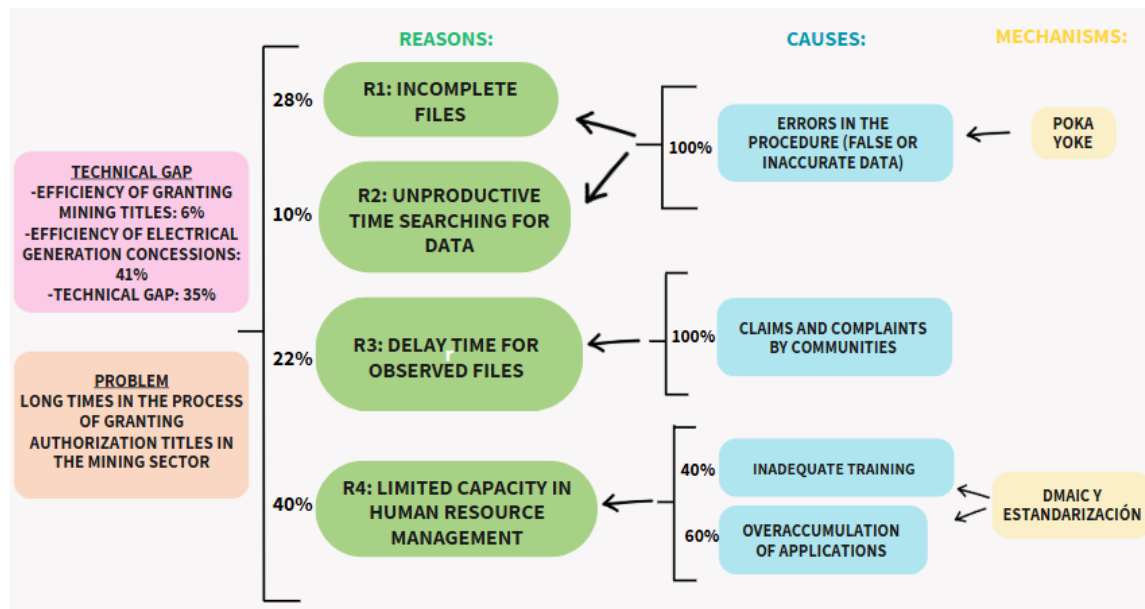 REASONS:
CAUSES:
MECHANISMS:
TECHNICAL GAP
-EFFICIENCY OF GRANTING
MINING TITLES: 6%
-EFFICIENCY OF ELECTRICAL
GENERATION CONCESSIONS:
41%
-TECHNICAL GAP: 35%
PROBLEM
LONG TIMES IN THE PROCESS
OF GRANTING
AUTHORIZATION TITLES IN
THE MINING SECTOR
28%
R1: INCOMPLETE
FILES
10%
R2: UNPRODUCTIVE
TIME SEARCHING FOR
DATA
22%
R3: DELAY TIME FOR
OBSERVED FILES
40%
R4: LIMITED CAPACITY IN
HUMAN RESOURCE
MANAGEMENT
100%
ERRORS IN THE
PROCEDURE (FALSE OR
INACCURATE DATA)
100%
CLAIMS AND COMPLAINTS
BY COMMUNITIES
40%
INADEQUATE TRAINING
60%
OVERACCUMULATION
OF APPLICATIONS
POKA
YOKE
DMAIC Y
ESTANDARIZACIÓN